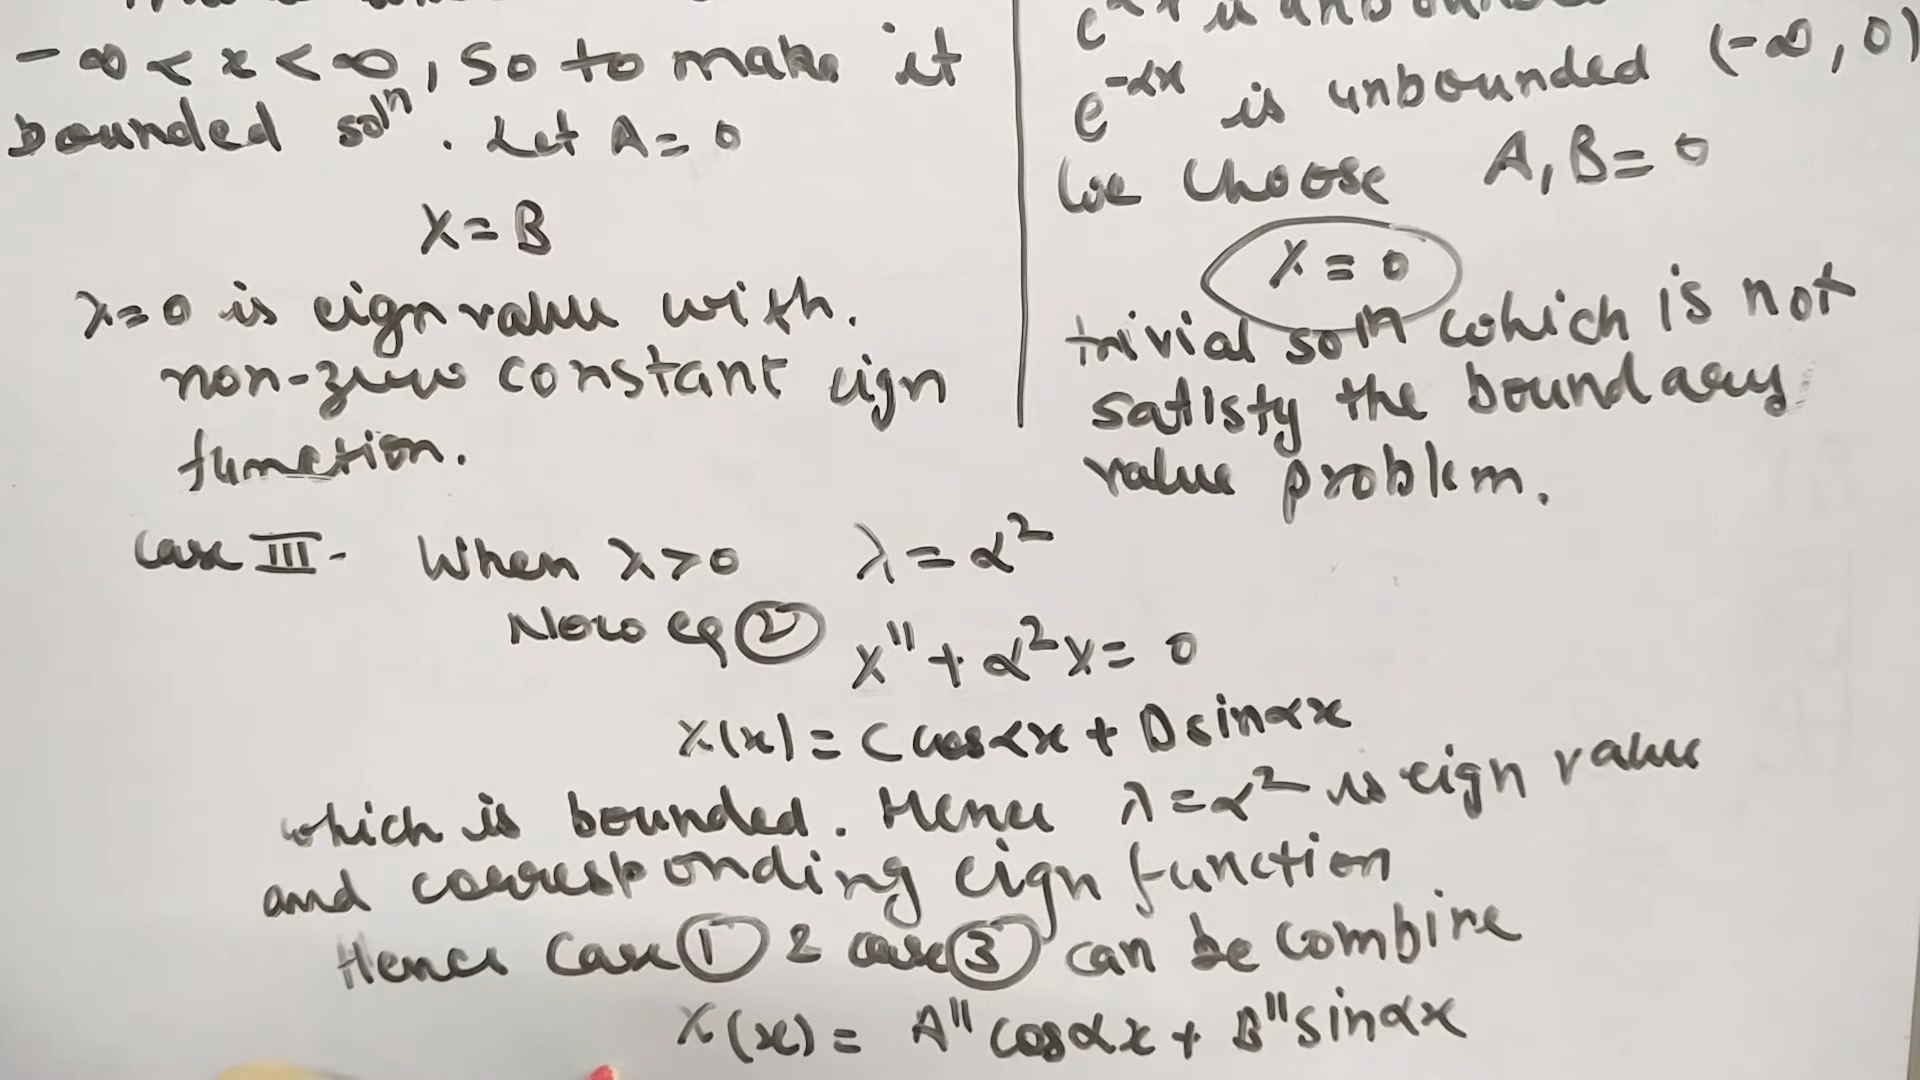 -∞ < x < ∞, so to make it
bounded solⁿ. Let A = 0
X = B
λ=0 is eign value with.
non-zero constant eign
function.
is unbounded
e^-αx is unbounded (-∞, 0)
We choose A, B = 0
X = 0
trivial solⁿ which is not
satisfy the boundary
value problem.
Case III - When λ>0 λ = α²
Now eq ② X'' + α²X = 0
X(x) = C cosαx + D sinαx
which is bounded. Hence λ = α² is eign value
and corresponding eign function
Hence Case ① & case ③ can be combine
X(x) = A'' cosαx + B'' sinαx